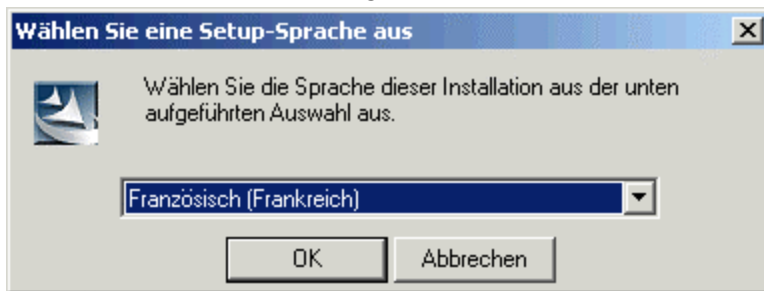 Wählen Sie eine Setup-Sprache aus
Wählen Sie die Sprache dieser Installation aus der unten
aufgeführten Auswahl aus.
Französisch (Frankreich)
OK Abbrechen